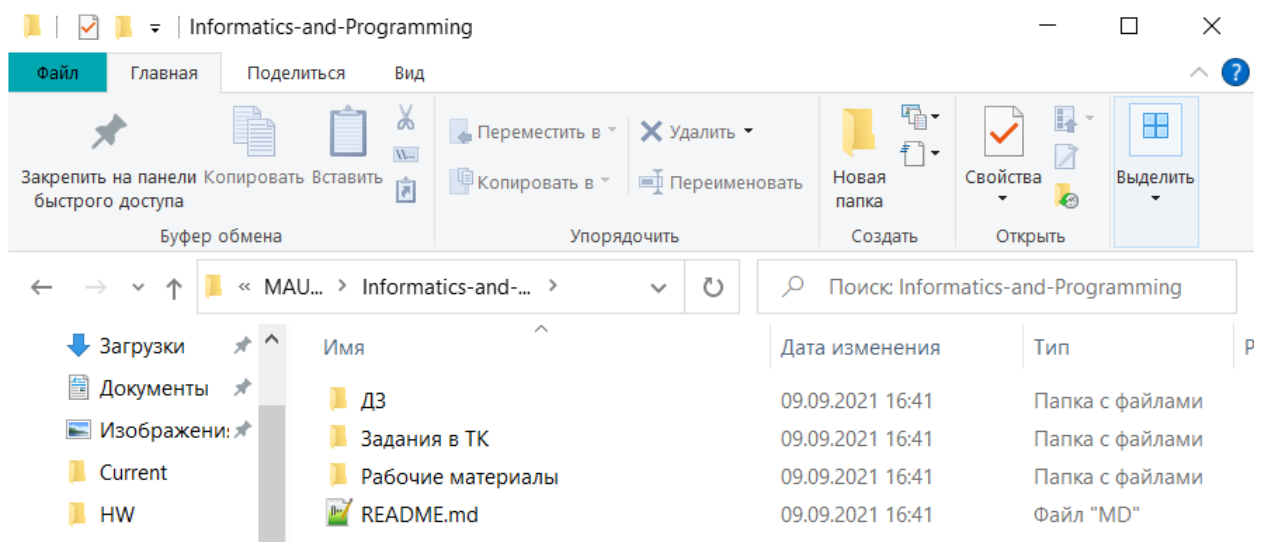 Informatics-and-Programming
Файл Главная Поделиться Вид
Закрепить на панели быстрого доступа
Копировать
Вставить
Буфер обмена
Переместить в
Копировать в
Удалить
Переименовать
Упорядочить
Новая папка
Создать
Свойства
Открыть
Выделить
« MAU... > Informatics-and-... >
Поиск: Informatics-and-Programming
Загрузки
Документы
Изображени
Current
HW
Имя Дата изменения Тип Р
ДЗ 09.09.2021 16:41 Папка с файлами
Задания в ТК 09.09.2021 16:41 Папка с файлами
Рабочие материалы 09.09.2021 16:41 Папка с файлами
README.md 09.09.2021 16:41 Файл "MD"